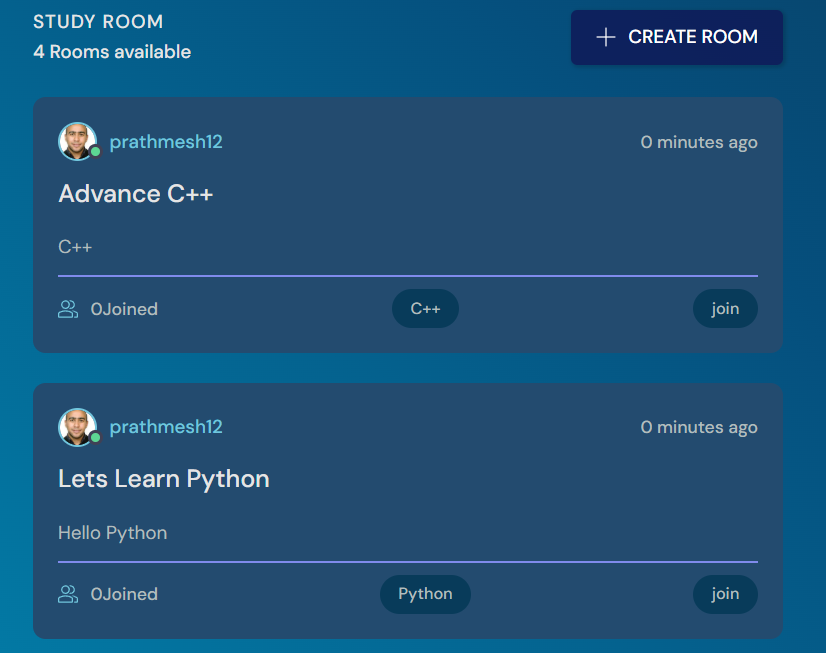 STUDY ROOM
4 Rooms available
CREATE ROOM
prathmesh12
0 minutes ago
Advance C++
C++
0Joined
C++
join
prathmesh12
0 minutes ago
Lets Learn Python
Hello Python
0Joined
Python
join